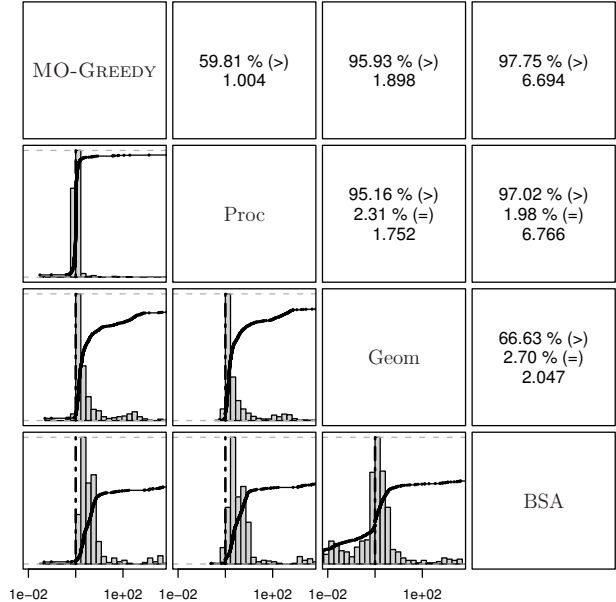 MO-GREEDY
59.81 % (>)
1.004
95.93 % (>)
1.898
97.75 % (>)
6.694
Proc
95.16 % (>)
2.31 % (=)
1.752
97.02 % (>)
1.98 % (=)
6.766
Geom
66.63 % (>)
2.70 % (=)
2.047
BSA
1e-02 1e+02 1e-02 1e+02 1e-02 1e+02